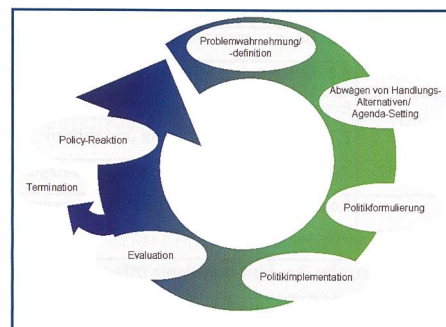 Problemwahrnehmung/
-definition
Abwägen von Handlungs-
Alternativen/
Agenda-Setting
Politikformulierung
Politikimplementation
Evaluation
Termination
Policy-Reaktion